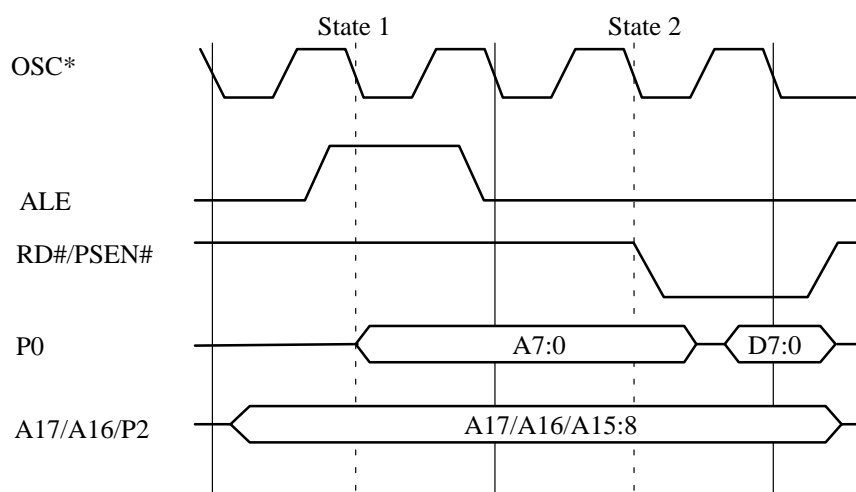 State 1 State 2
OSC*
ALE
RD#/PSEN#
P0 A7:0 D7:0
A17/A16/P2 A17/A16/A15:8